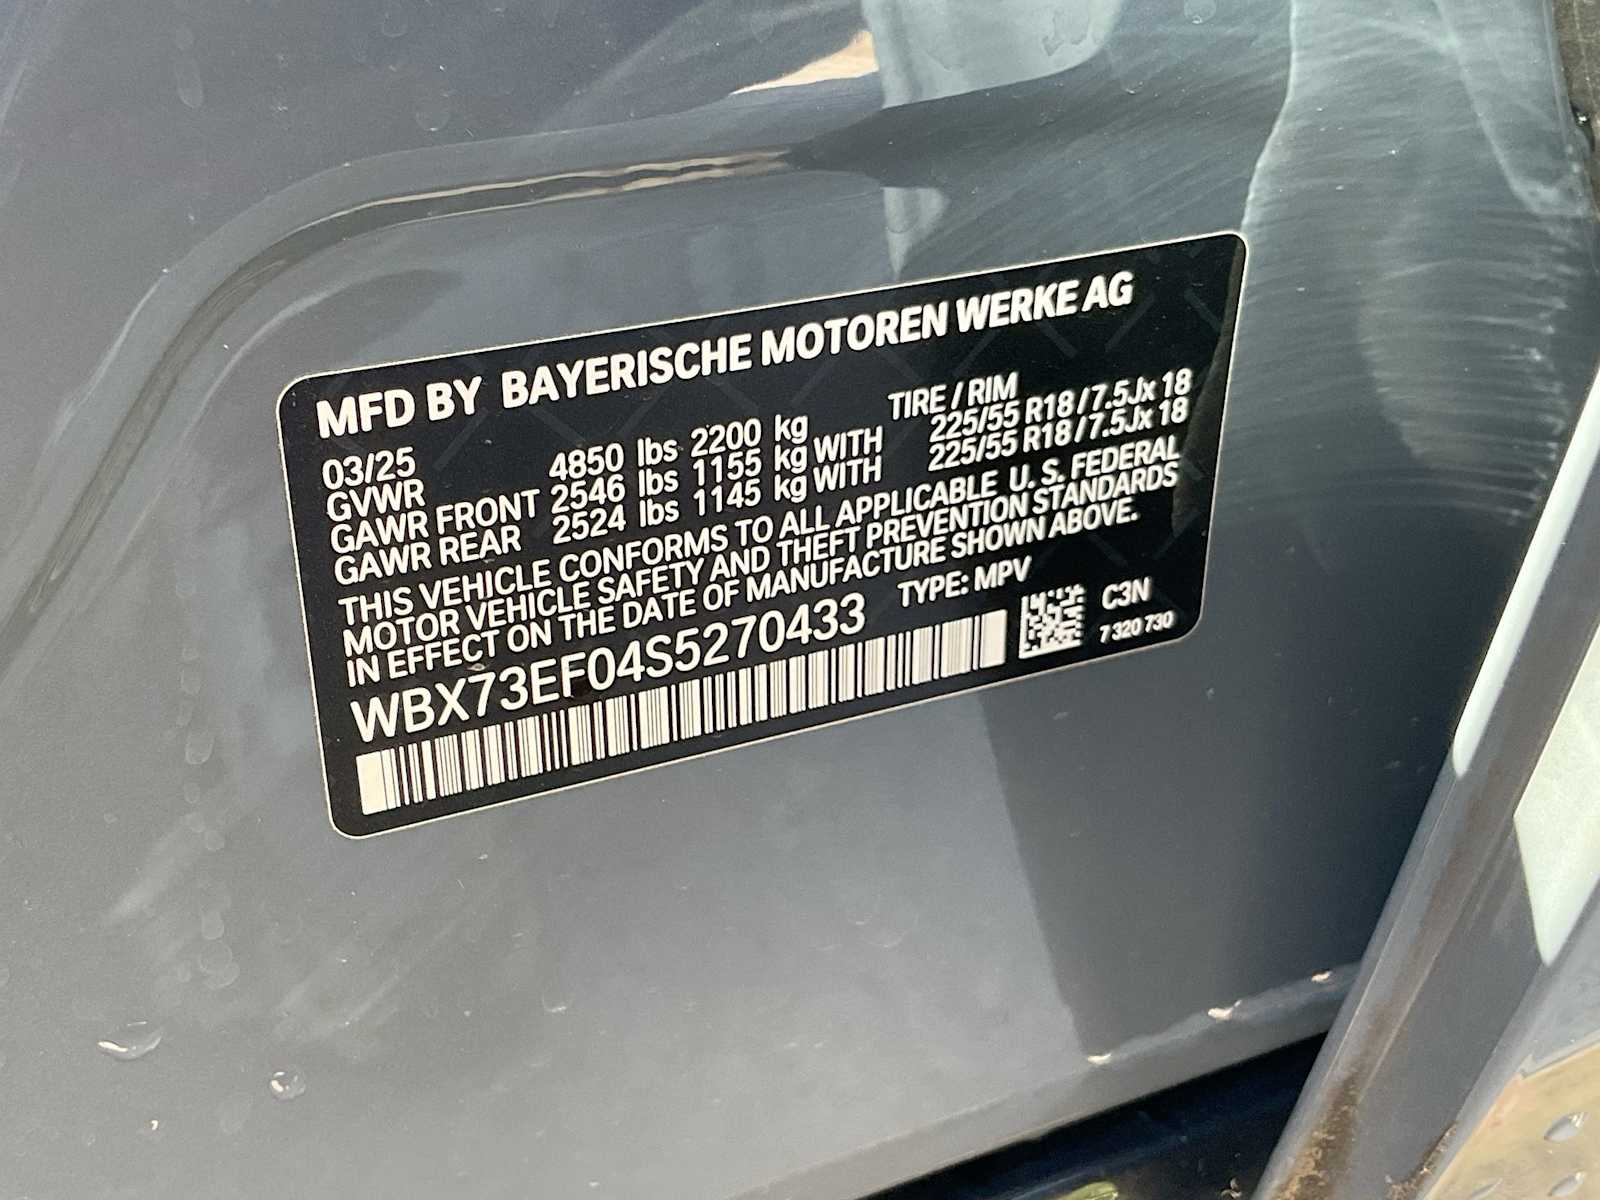 MFD BY BAYERISCHE MOTOREN WERKE AG
03/25 TIRE / RIM
GVWR 4850 lbs 2200 kg
GAWR FRONT 2546 lbs 1155 kg WITH 225/55 R18 / 7.5Jx 18
GAWR REAR 2524 lbs 1145 kg WITH 225/55 R18 / 7.5Jx 18
THIS VEHICLE CONFORMS TO ALL APPLICABLE U. S. FEDERAL
MOTOR VEHICLE SAFETY AND THEFT PREVENTION STANDARDS
IN EFFECT ON THE DATE OF MANUFACTURE SHOWN ABOVE.
WBX73EF04S5270433 TYPE: MPV
C3N
7 320 730